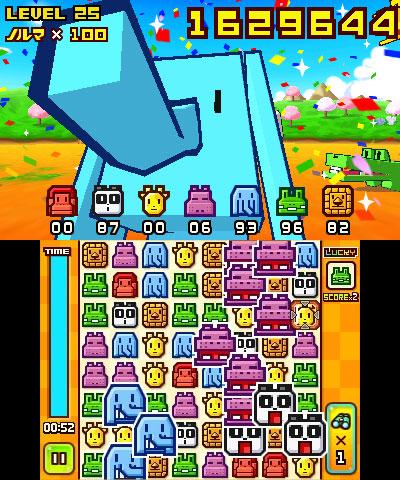 LEVEL 25
1629644
ノルマ × 100
00 87 00 06 93 96 82
TIME
LUCKY
SCORE×2
00:52
×
1